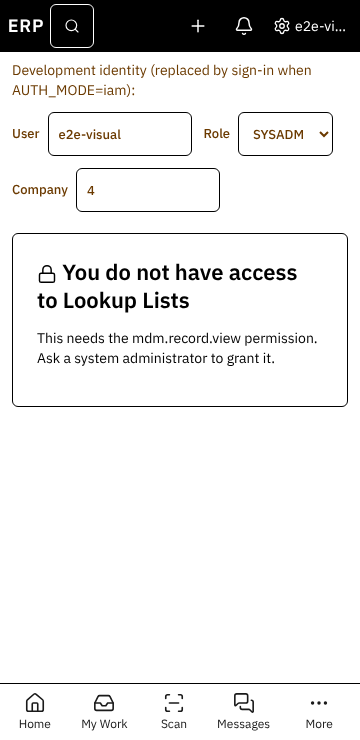 ERP
e2e-vi...
Development identity (replaced by sign-in when
AUTH_MODE=iam):
User e2e-visual Role SYSADM
Company 4
You do not have access
to Lookup Lists
This needs the mdm.record.view permission.
Ask a system administrator to grant it.
Home My Work Scan Messages More